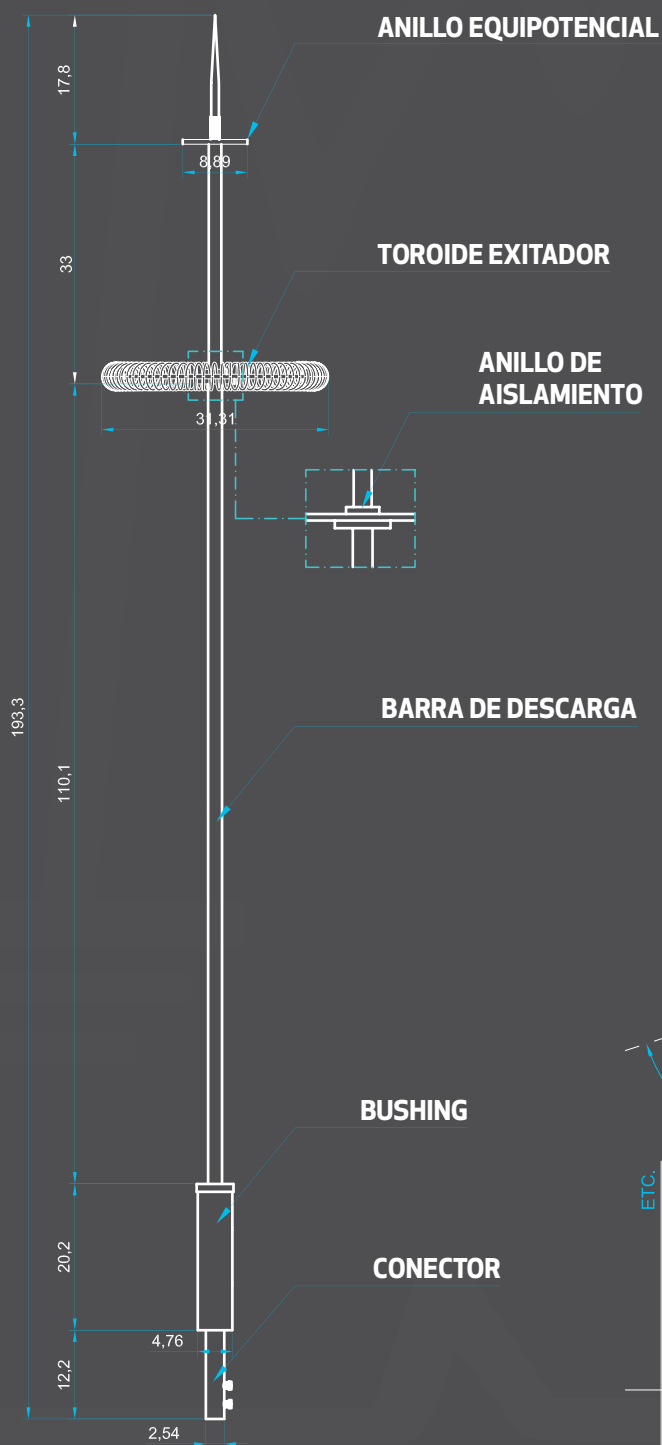 ANILLO EQUIPOTENCIAL
17,8
8,89
33
TOROIDE EXITADOR
ANILLO DE
AISLAMIENTO
31,31
193,3
110,1
BARRA DE DESCARGA
BUSHING
ETC.
20,2
CONECTOR
4,76
12,2
2,54